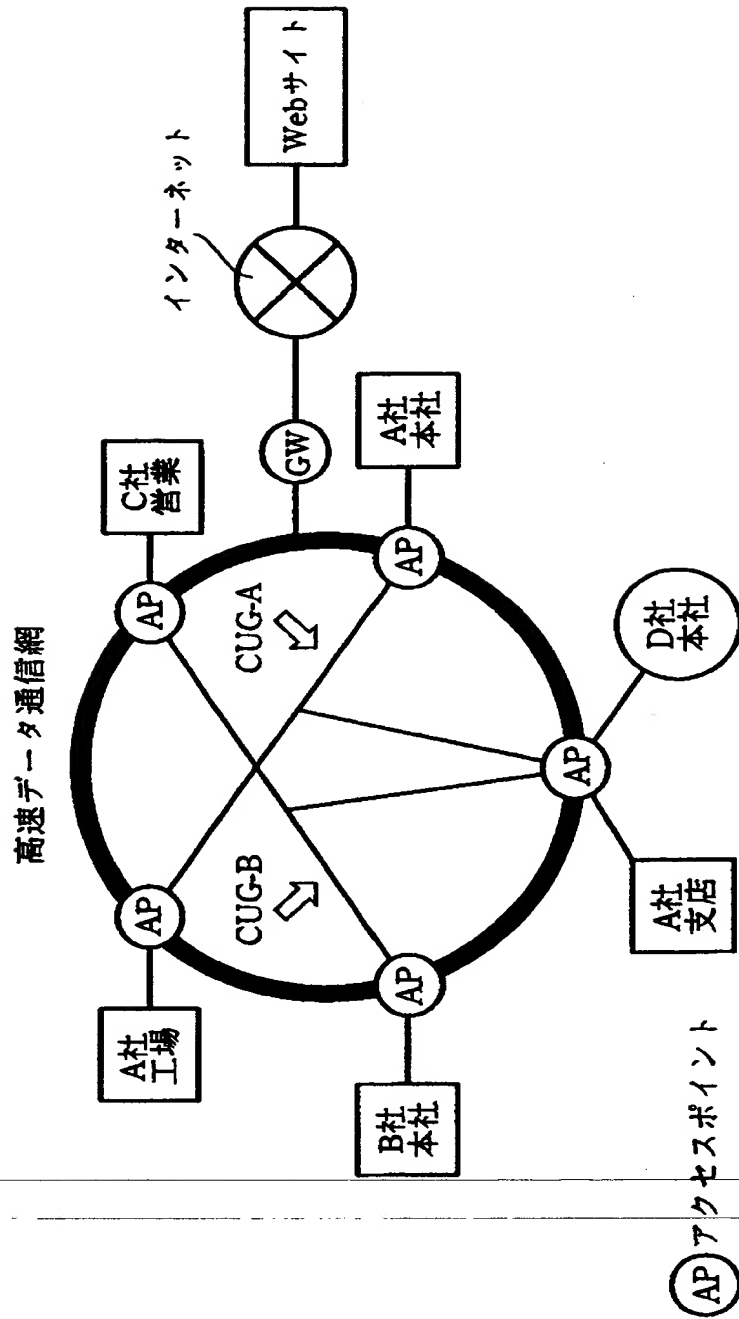 高速データ通信網
A社
工場
AP
C社
営業
AP
インターネット
Webサイト
CUG-B
CUG-A
GW
B社
本社
AP
AP
A社
本社
AP
A社
支店
D社
本社
AP
アクセスポイント